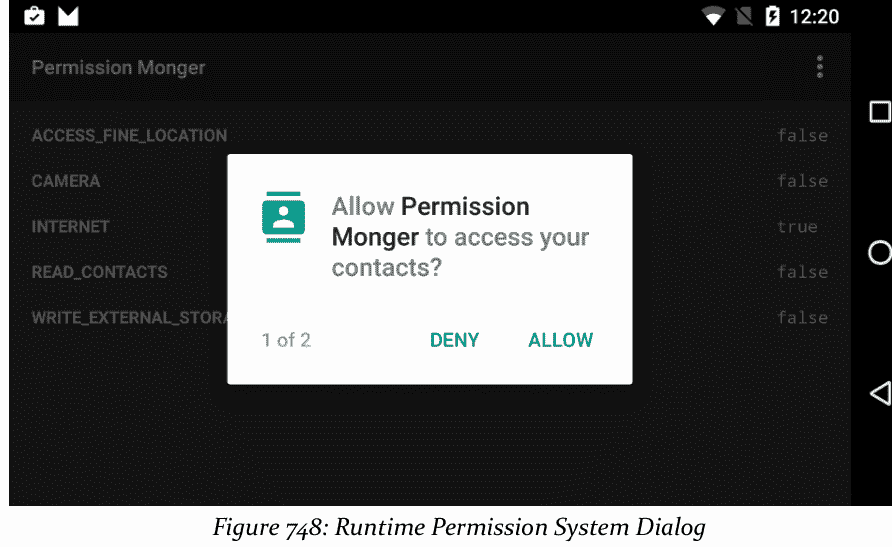 12:20
Permission Monger
ACCESS_FINE_LOCATION false
CAMERA false
INTERNET true
READ_CONTACTS false
WRITE_EXTERNAL_STORA false
Allow Permission
Monger to access your
contacts?
1 of 2 DENY ALLOW
Figure 748: Runtime Permission System Dialog